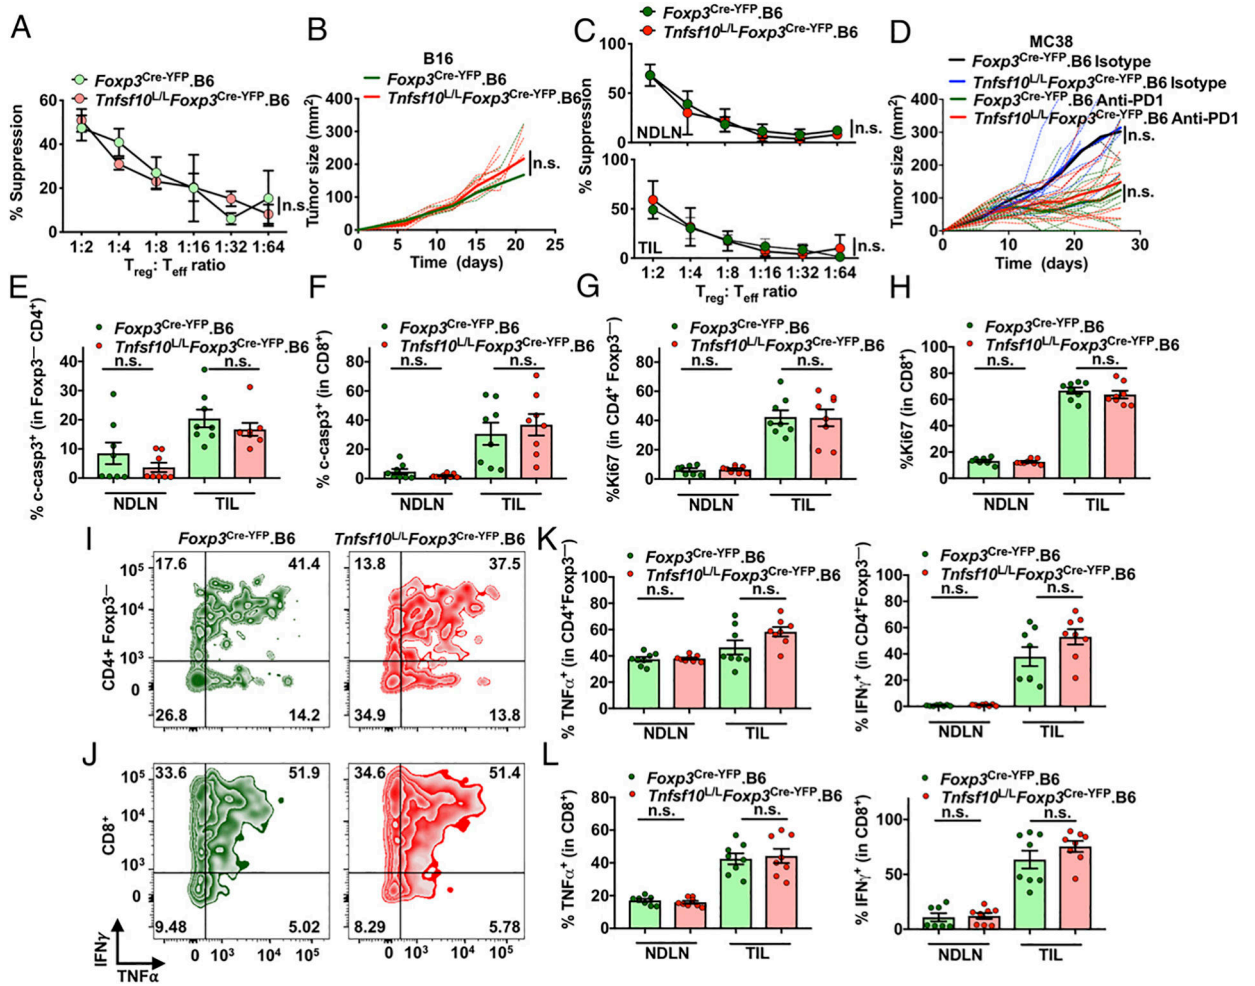 A
Foxp3Cre-YFP.B6
Tnfsf10L/LFoxp3Cre-YFP.B6
% Suppression
60
40
20
0
n.s.
1:2 1:4 1:8 1:16 1:32 1:64
Treg: Teff ratio
B
B16
Foxp3Cre-YFP.B6
Tnfsf10L/LFoxp3Cre-YFP.B6
Tumor size (mm2)
400
300
200
100
0
n.s.
0 5 10 15 20 25
Time (days)
C
Foxp3Cre-YFP.B6
Tnfsf10L/LFoxp3Cre-YFP.B6
% Suppression
100
50
0
NDLN
n.s.
100
50
0
TIL
n.s.
1:2 1:4 1:8 1:16 1:32 1:64
Treg: Teff ratio
D
MC38
Foxp3Cre-YFP.B6 Isotype
Tnfsf10L/LFoxp3Cre-YFP.B6 Isotype
Foxp3Cre-YFP.B6 Anti-PD1
Tnfsf10L/LFoxp3Cre-YFP.B6 Anti-PD1
Tumor size (mm2)
400
300
200
100
0
n.s.
n.s.
0 10 20 30
Time (days)
E
Foxp3Cre-YFP.B6
Tnfsf10L/LFoxp3Cre-YFP.B6
% c-casp3+ (in Foxp3— CD4+)
40
30
20
10
0
n.s. n.s.
NDLN TIL
F
Foxp3Cre-YFP.B6
Tnfsf10L/LFoxp3Cre-YFP.B6
% c-casp3+ (in CD8+)
80
60
40
20
0
n.s. n.s.
NDLN TIL
G
Foxp3Cre-YFP.B6
Tnfsf10L/LFoxp3Cre-YFP.B6
%Ki67 (in CD4+ Foxp3—)
80
60
40
20
0
n.s. n.s.
NDLN TIL
H
Foxp3Cre-YFP.B6
Tnfsf10L/LFoxp3Cre-YFP.B6
%Ki67 (in CD8+)
100
80
60
40
20
0
n.s. n.s.
NDLN TIL
I
Foxp3Cre-YFP.B6 Tnfsf10L/LFoxp3Cre-YFP.B6
CD4+ Foxp3—
105
104
103
0
17.6 41.4
26.8 14.2
13.8 37.5
34.9 13.8
J
CD8+
105
104
103
0
33.6 51.9
9.48 5.02
34.6 51.4
8.29 5.78
0 103 104 105 0 103 104 105
IFNγ
TNFα
K
Foxp3Cre-YFP.B6
Tnfsf10L/LFoxp3Cre-YFP.B6
% TNFα+ (in CD4+Foxp3—)
100
80
60
40
20
0
n.s. n.s.
NDLN TIL
Foxp3Cre-YFP.B6
Tnfsf10L/LFoxp3Cre-YFP.B6
% IFNγ+ (in CD4+Foxp3—)
100
80
60
40
20
0
n.s. n.s.
NDLN TIL
L
Foxp3Cre-YFP.B6
Tnfsf10L/LFoxp3Cre-YFP.B6
% TNFα+ (in CD8+)
80
60
40
20
0
n.s. n.s.
NDLN TIL
Foxp3Cre-YFP.B6
Tnfsf10L/LFoxp3Cre-YFP.B6
% IFNγ+ (in CD8+)
100
50
0
n.s. n.s.
NDLN TIL